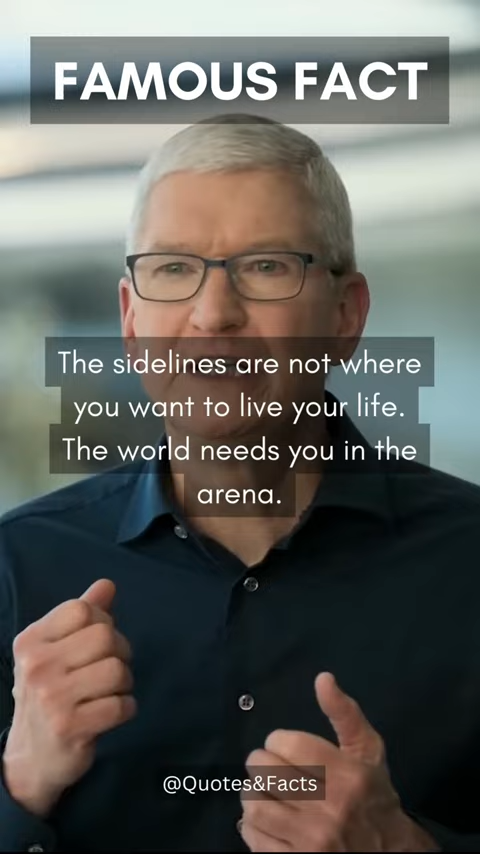 FAMOUS FACT
The sidelines are not where
you want to live your life.
The world needs you in the
arena.
@Quotes&Facts